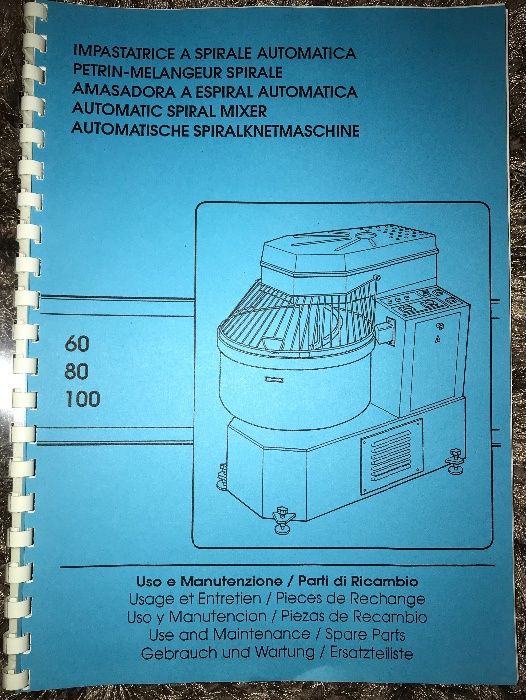 IMPASTATRICE A SPIRALE AUTOMATICA
PETRIN-MELANGEUR SPIRALE
AMASADORA A ESPIRAL AUTOMATICA
AUTOMATIC SPIRAL MIXER
AUTOMATISCHE SPIRALKNETMASCHINE
60
80
100
Uso e Manutenzione / Parti di Ricambio
Usage et Entretien / Pieces de Rechange
Uso y Manutencion / Piezas de Recambio
Use and Maintenance / Spare Parts
Gebrauch und Wartung / Ersatzteiliste